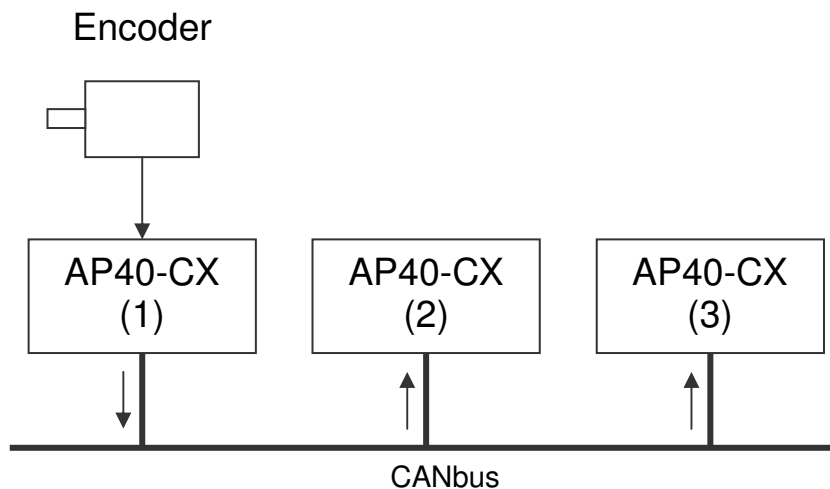 Encoder
AP40-CX
(1)
AP40-CX
(2)
AP40-CX
(3)
CANbus